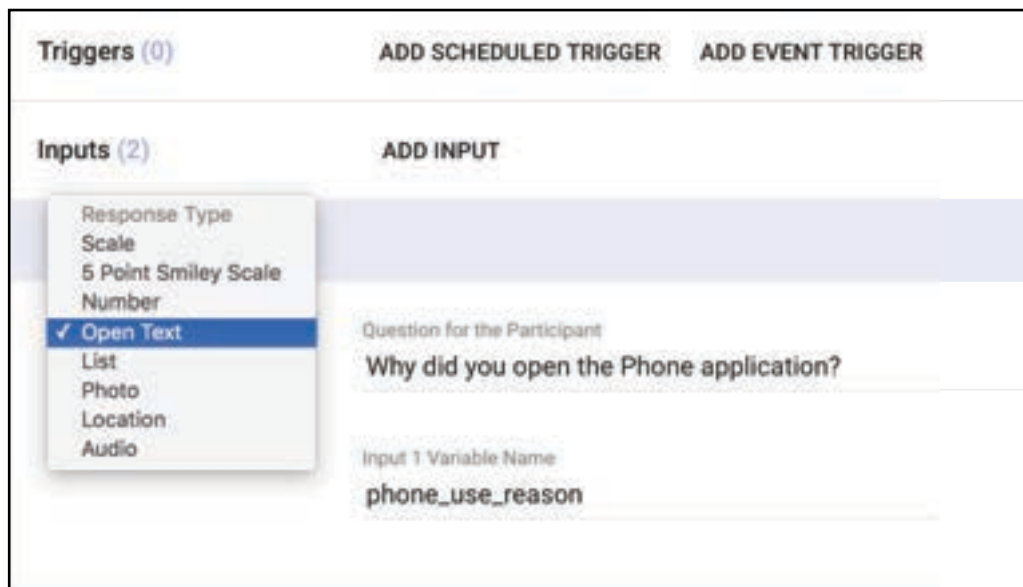 Triggers (0) ADD SCHEDULED TRIGGER ADD EVENT TRIGGER
Inputs (2) ADD INPUT
Response Type
Scale
5 Point Smiley Scale
Number
✓ Open Text
List
Photo
Location
Audio
Question for the Participant
Why did you open the Phone application?
Input 1 Variable Name
phone_use_reason